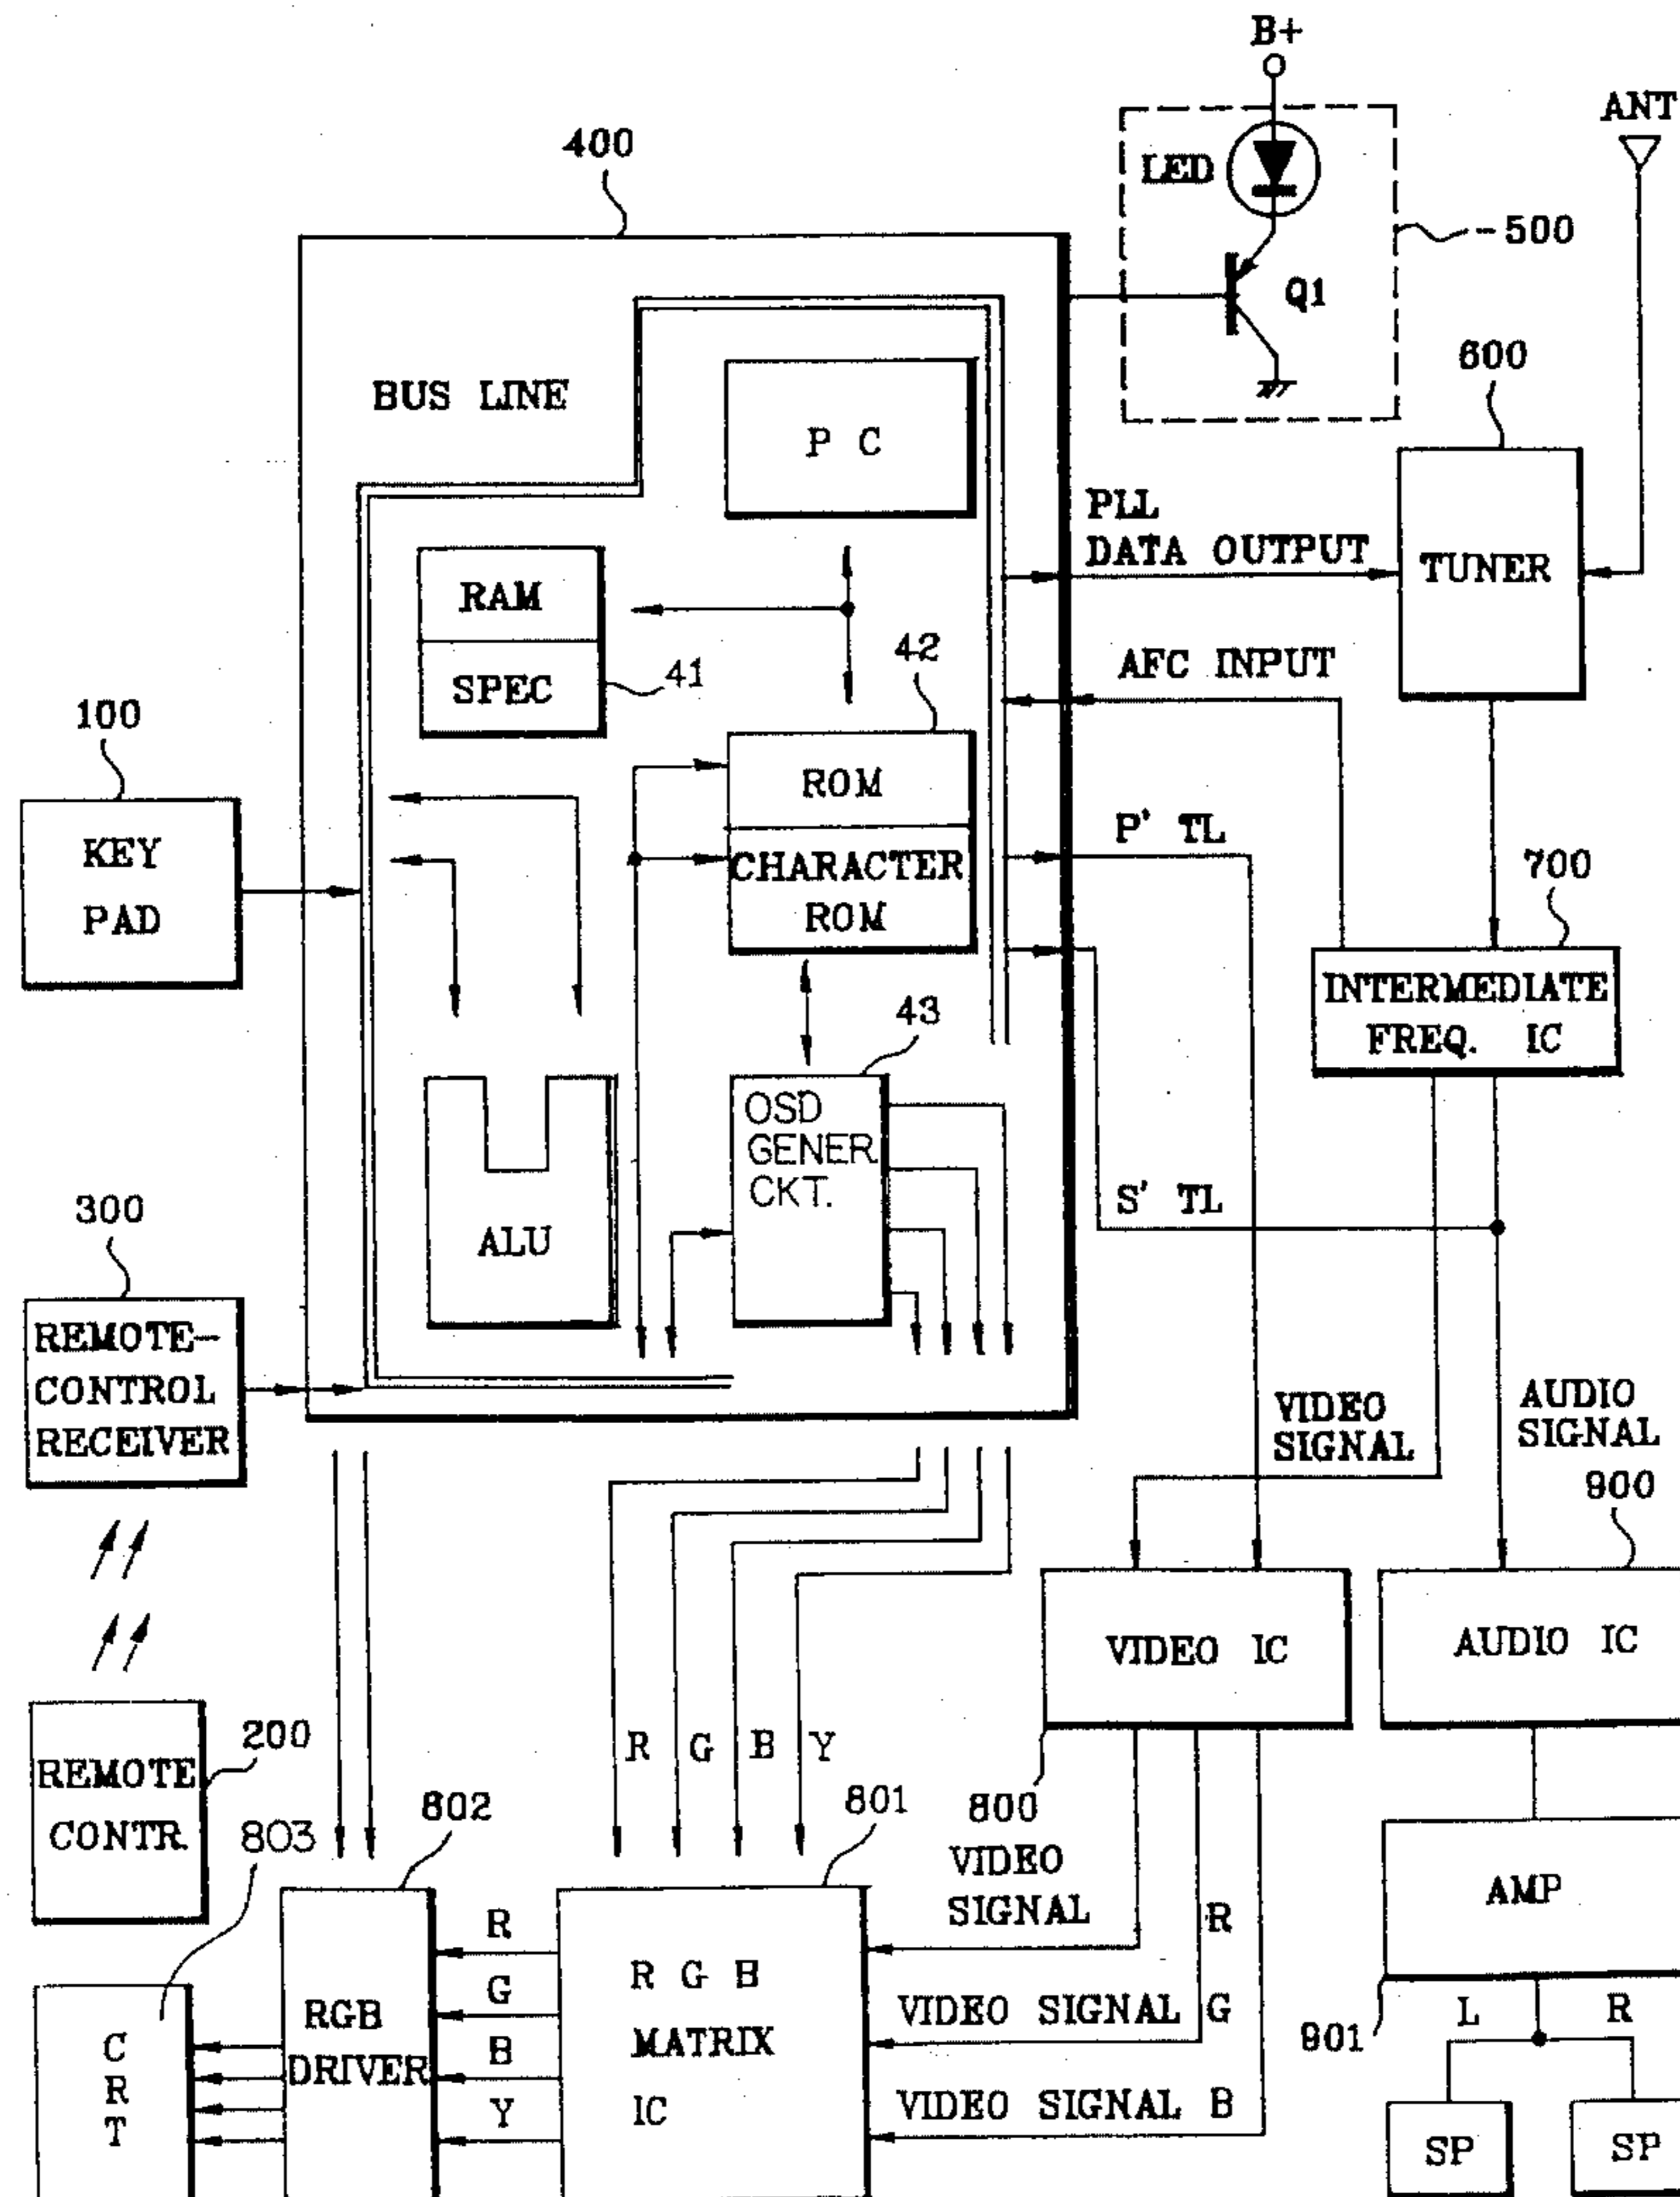 B+
ANT
400
LED
-500
Q1
BUS LINE
600
P C
PLL
DATA OUTPUT
TUNER
RAM
SPEC
41
42
AFC INPUT
100
KEY
PAD
ROM
CHARACTER
ROM
P' TL
700
INTERMEDIATE
FREQ. IC
43
OSD
GENER.
CKT.
ALU
S' TL
300
REMOTE-
CONTROL
RECEIVER
VIDEO
SIGNAL
AUDIO
SIGNAL
900
VIDEO IC
AUDIO IC
R
G
B
Y
200
REMOTE
CONTR.
803
802
801
800
VIDEO
SIGNAL
R
AMP
901
R
G
B
Y
R G B
MATRIX
IC
VIDEO SIGNAL G
VIDEO SIGNAL B
RGB
DRIVER
C
R
T
L
R
SP
SP